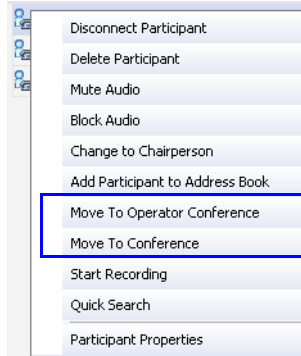 Disconnect Participant
Delete Participant
Mute Audio
Block Audio
Change to Chairperson
Add Participant to Address Book
Move To Operator Conference
Move To Conference
Start Recording
Quick Search
Participant Properties